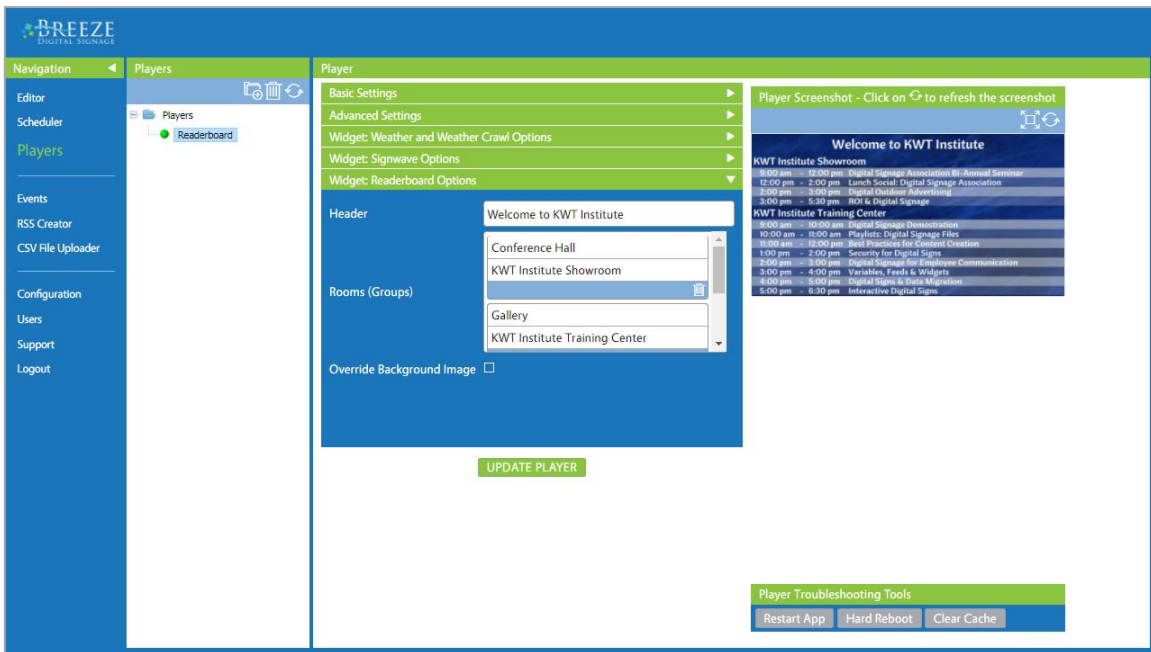 BREEZE
DIGITAL SIGNAGE
Navigation
Editor
Scheduler
Players
Events
RSS Creator
CSV File Uploader
Configuration
Users
Support
Logout
Players
Players
Readerboard
Player
Basic Settings
Advanced Settings
Widget: Weather and Weather Crawl Options
Widget: Signwave Options
Widget: Readerboard Options
Header
Welcome to KWT Institute
Rooms (Groups)
Conference Hall
KWT Institute Showroom
Gallery
KWT Institute Training Center
Override Background Image
UPDATE PLAYER
Player Screenshot - Click on to refresh the screenshot
Welcome to KWT Institute
KWT Institute Showroom
9:00 am - 12:00 pm Digital Signage Association Bi-Annual Seminar
12:00 pm - 2:00 pm Lunch Social: Digital Signage Association
2:00 pm - 3:00 pm Digital Outdoor Advertising
3:00 pm - 5:30 pm ROI & Digital Signage
KWT Institute Training Center
9:00 am - 10:00 am Digital Signage Demostration
10:00 am - 11:00 am Playlists: Digital Signage Files
11:00 am - 12:00 pm Best Practices for Content Creation
1:00 pm - 2:00 pm Security for Digital Signs
2:00 pm - 3:00 pm Digital Signage for Employee Communication
3:00 pm - 4:00 pm Variables, Feeds & Widgets
4:00 pm - 5:00 pm Digital Signs & Data Migration
5:00 pm - 6:30 pm Interactive Digital Signs
Player Troubleshooting Tools
Restart App
Hard Reboot
Clear Cache